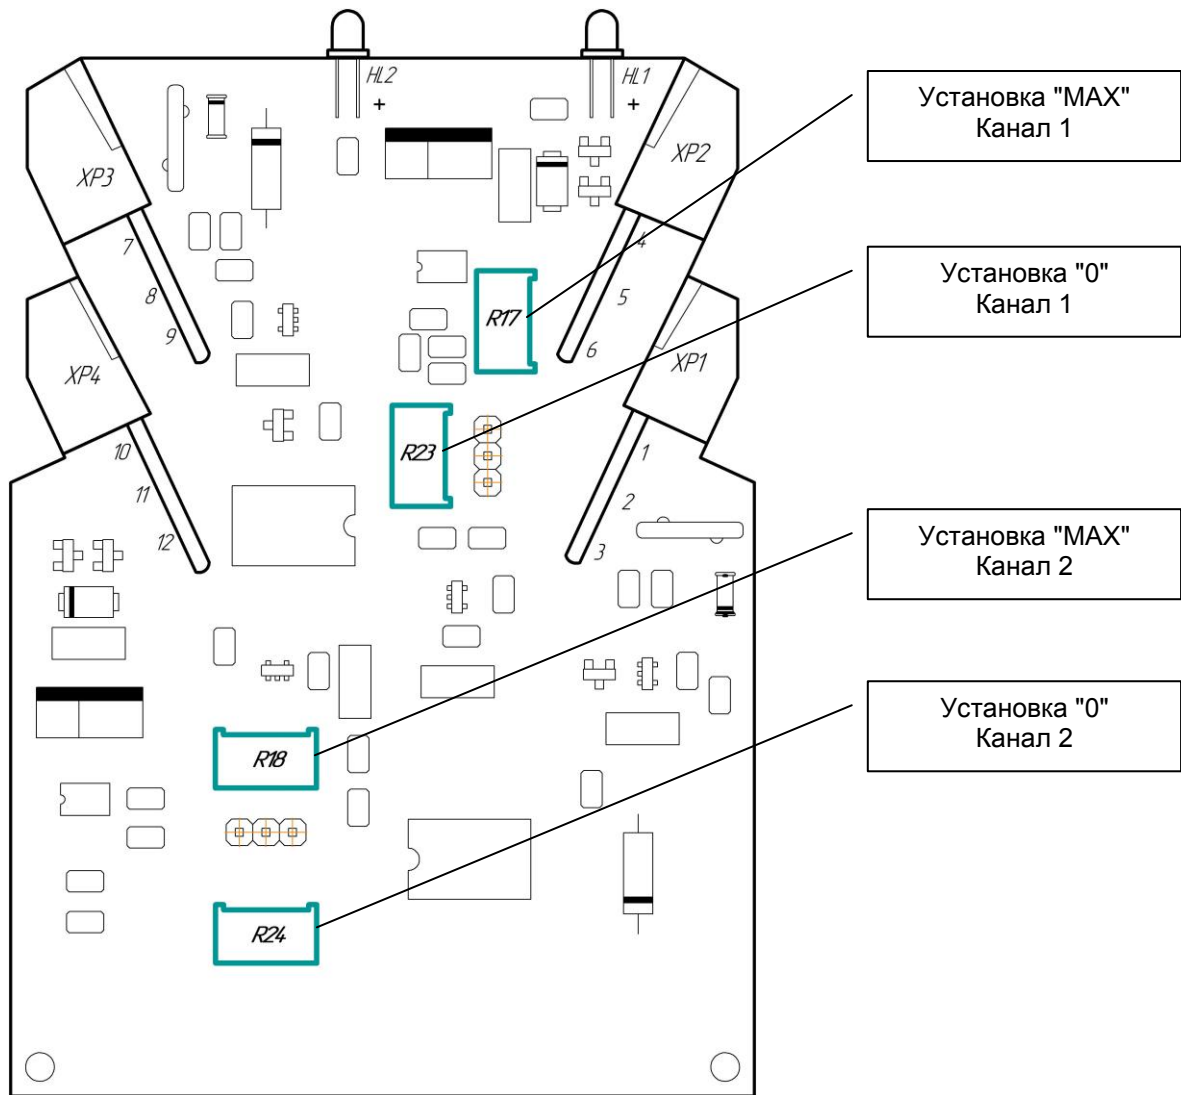 HL2
+
HL1
+
XP3
XP2
7
8
9
4
5
6
R17
XP4
XP1
R23
10
11
12
1
2
3
R18
R24
Установка "MAX"
Канал 1
Установка "0"
Канал 1
Установка "MAX"
Канал 2
Установка "0"
Канал 2